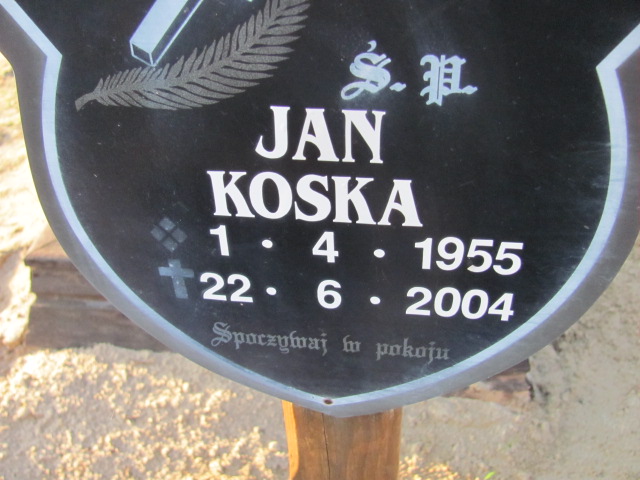 Ś. P.
JAN
KOSKA
1 · 4 · 1955
22 · 6 · 2004
Spoczywaj w pokoju